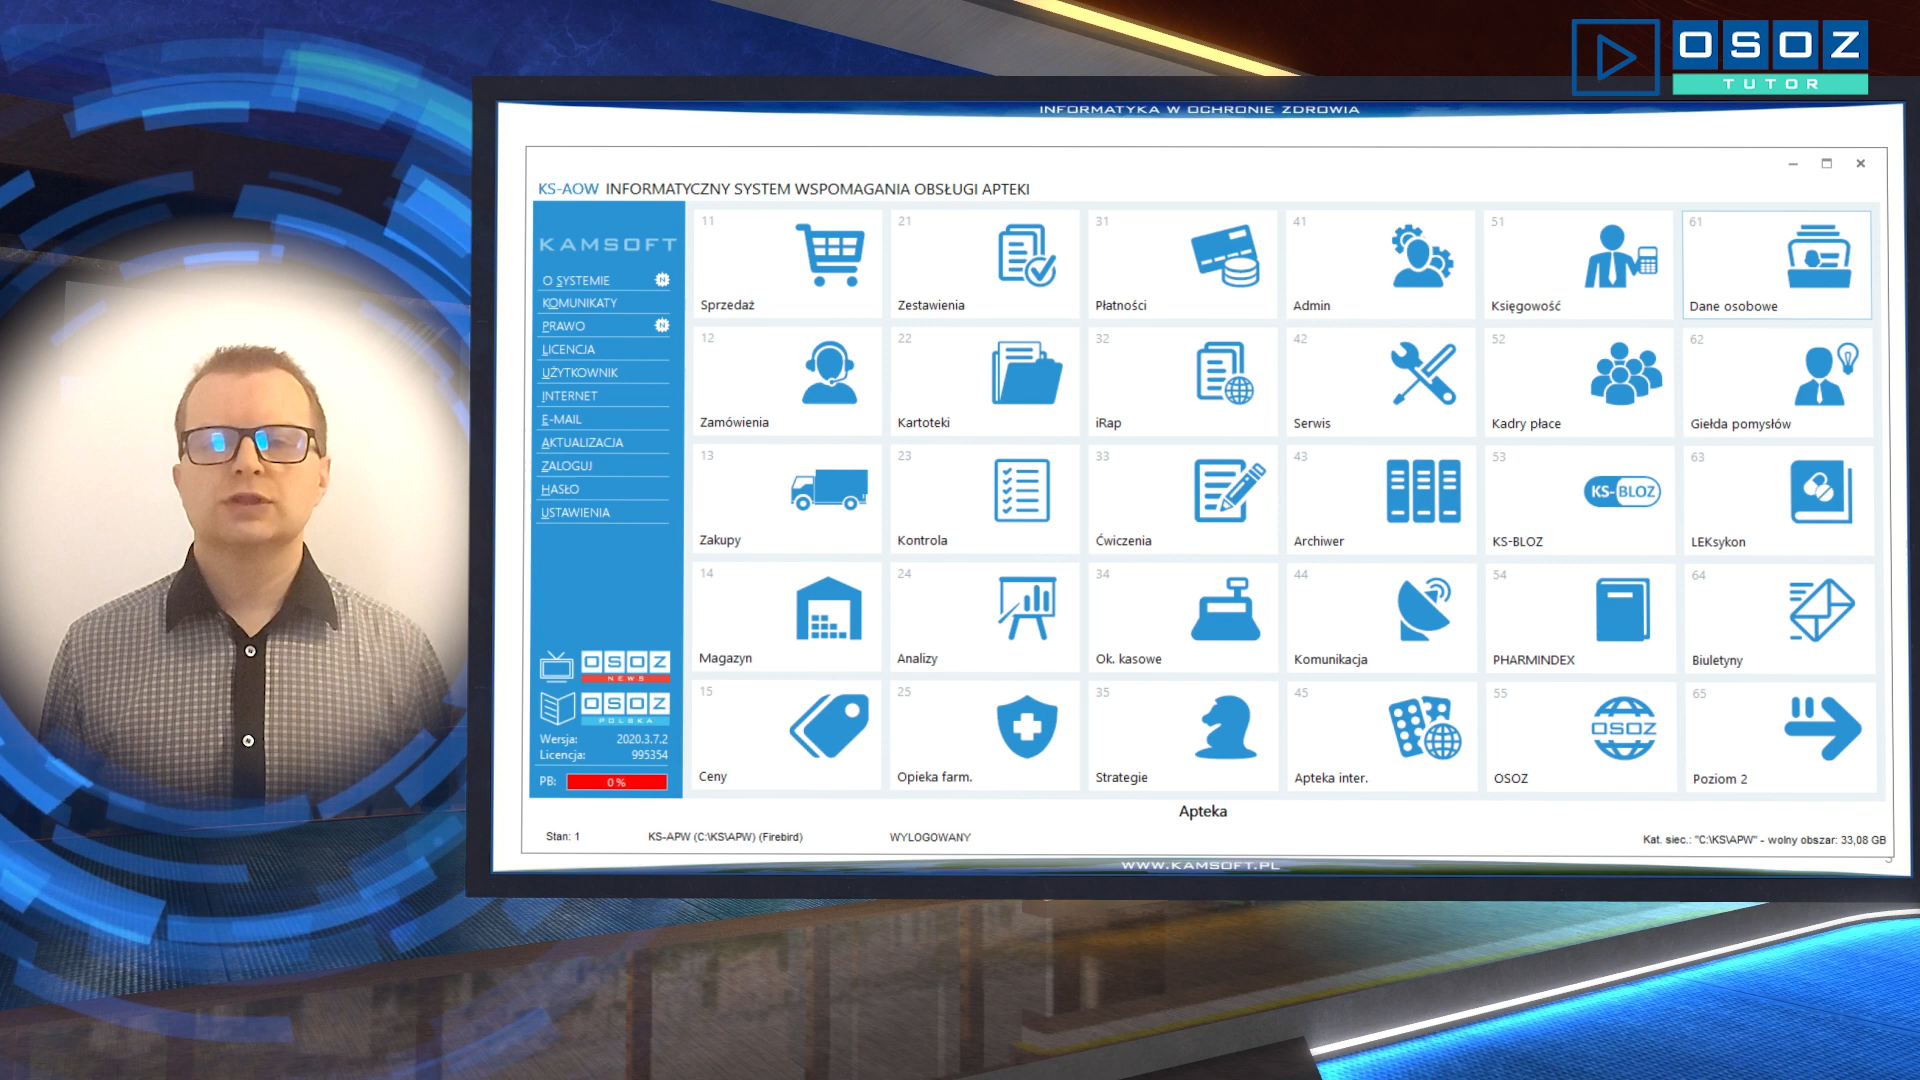 OSOZ
TUTOR
INFORMATYKA W OCHRONIE ZDROWIA
KS-AOW INFORMATYCZNY SYSTEM WSPOMAGANIA OBSŁUGI APTEKI
KAMSOFT
O SYSTEMIE
KOMUNIKATY
PRAWO
LICENCJA
UŻYTKOWNIK
INTERNET
E-MAIL
AKTUALIZACJA
ZALOGUJ
HASŁO
USTAWIENIA
OSOZ
NEWS
OSOZ
POLSKA
Wersja: 2020.3.7.2
Licencja: 995354
PB: 0 %
11 Sprzedaż
21 Zestawienia
31 Płatności
41 Admin
51 Księgowość
61 Dane osobowe
12 Zamówienia
22 Kartoteki
32 iRap
42 Serwis
52 Kadry płace
62 Giełda pomysłów
13 Zakupy
23 Kontrola
33 Ćwiczenia
43 Archiwer
53 KS-BLOZ
KS-BLOZ
63 LEKsykon
14 Magazyn
24 Analizy
34 Ok. kasowe
44 Komunikacja
54 PHARMINDEX
64 Biuletyny
15 Ceny
25 Opieka farm.
35 Strategie
45 Apteka inter.
55 OSOZ
OSOZ
65 Poziom 2
Apteka
Stan: 1 KS-APW (C:\KS\APW) (Firebird) WYLOGOWANY Kat. siec.: "C:\KS\APW" - wolny obszar: 33,08 GB
WWW.KAMSOFT.PL